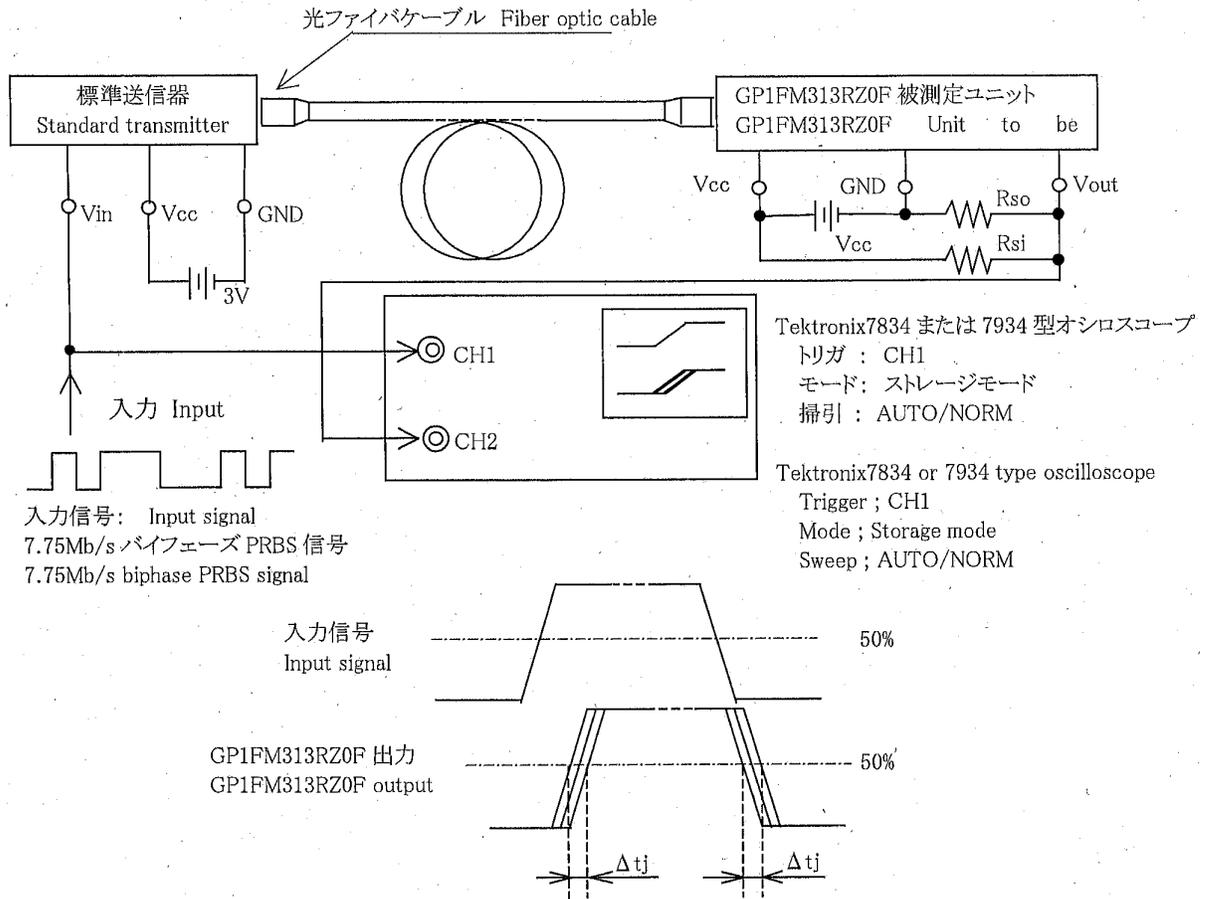 光ファイバケーブル Fiber optic cable
標準送信器
Standard transmitter
GP1FM313RZ0F 被測定ユニット
GP1FM313RZ0F Unit to be
Vin
Vcc
GND
3V
Vcc
GND
Vout
Rso
Vcc
Rsi
CH1
CH2
入力 Input
入力信号: Input signal
7.75Mb/s バイフェーズ PRBS 信号
7.75Mb/s biphase PRBS signal
Tektronix7834 または 7934 型オシロスコープ
トリガ : CH1
モード: ストレージモード
掃引 : AUTO/NORM
Tektronix7834 or 7934 type oscilloscope
Trigger ; CH1
Mode ; Storage mode
Sweep ; AUTO/NORM
入力信号
Input signal
50%
GP1FM313RZ0F 出力
GP1FM313RZ0F output
50%
Δtj
Δtj